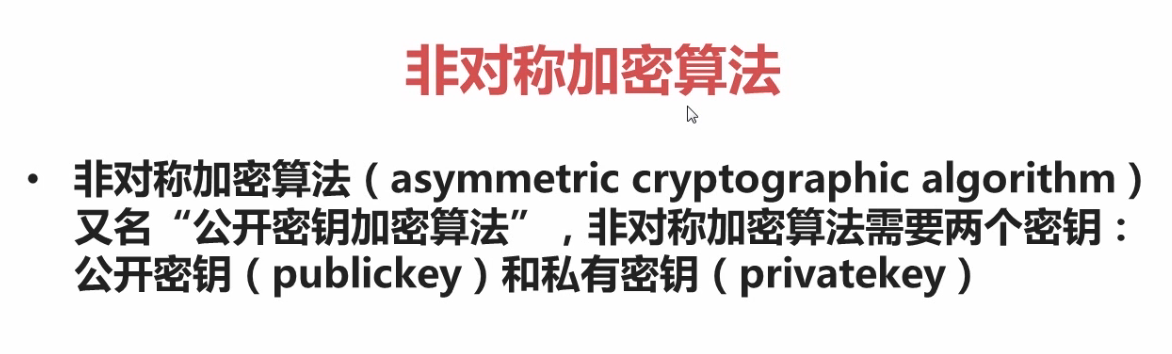 非对称加密算法
• 非对称加密算法（asymmetric cryptographic algorithm）
又名“公开密钥加密算法”，非对称加密算法需要两个密钥：
公开密钥（publickey）和私有密钥（privatekey）